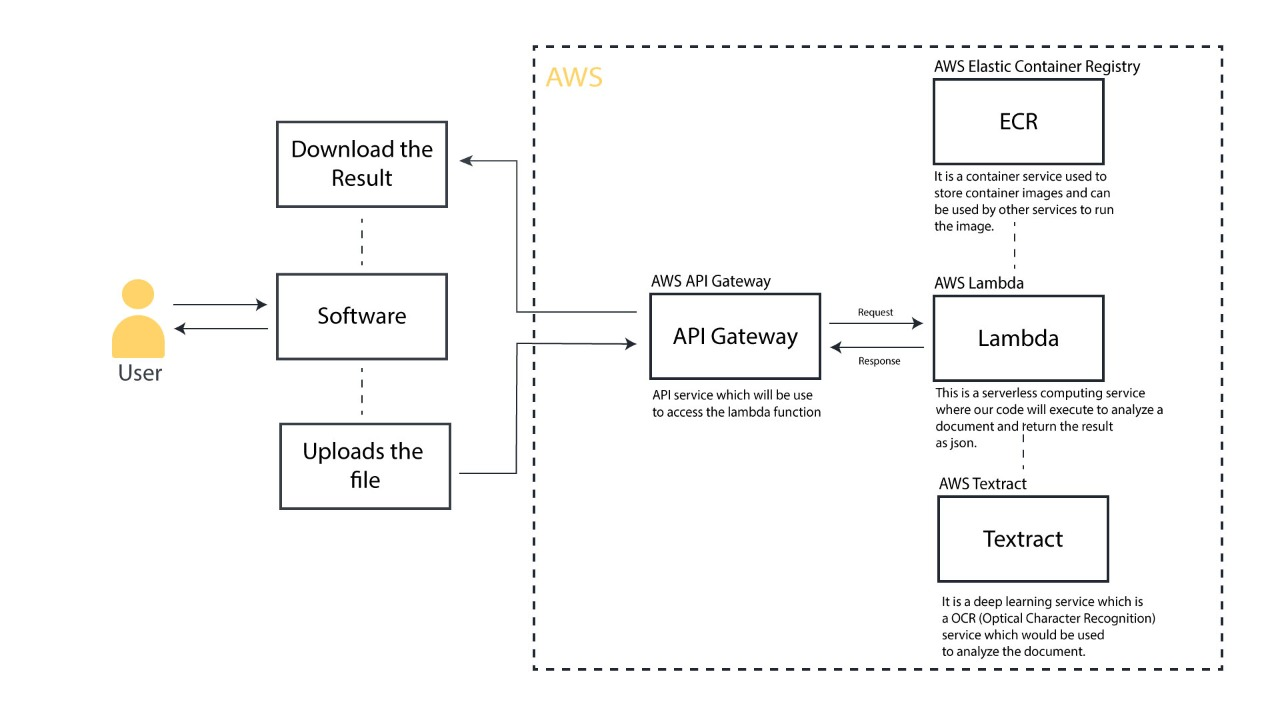 AWS
AWS Elastic Container Registry
ECR
It is a container service used to
store container images and can
be used by other services to run
the image.
Download the
Result
Software
Uploads the
file
User
AWS API Gateway
API Gateway
API service which will be use
to access the lambda function
Request
Response
AWS Lambda
Lambda
This is a serverless computing service
where our code will execute to analyze a
document and return the result
as json.
AWS Textract
Textract
It is a deep learning service which is
a OCR (Optical Character Recognition)
service which would be used
to analyze the document.